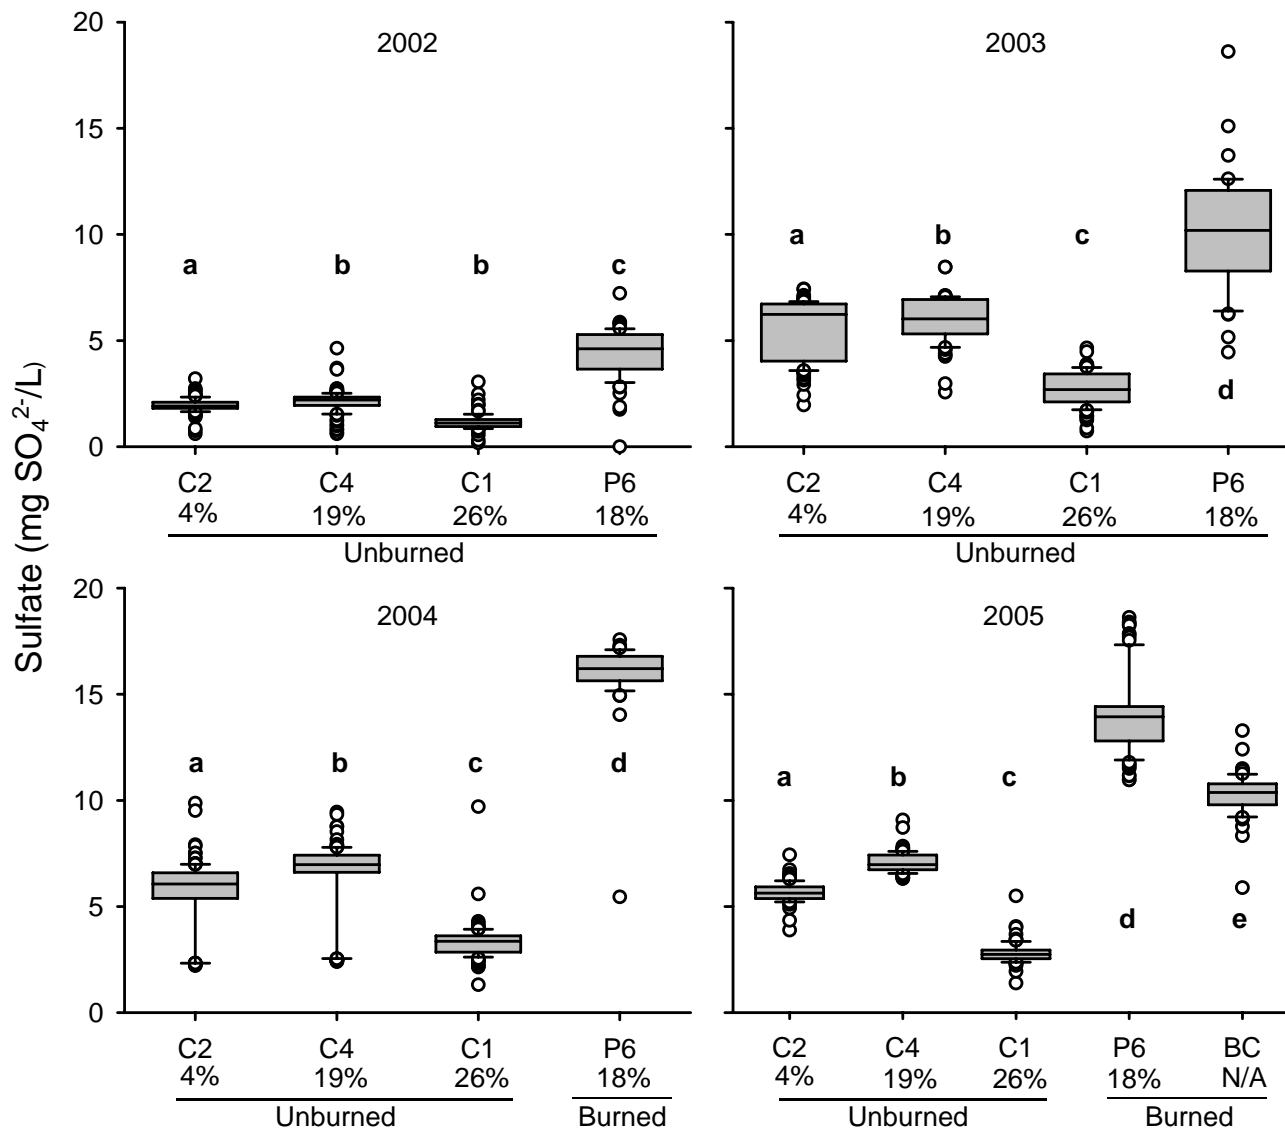 Sulfate (mg SO₄²⁻/L)
20 2002
15
10
a b b c
5
0
C2 C4 C1 P6
4% 19% 26% 18%
Unburned
2003
a b c
d
C2 C4 C1 P6
4% 19% 26% 18%
Unburned
20 2004
15
a b c d
10
5
0
C2 C4 C1 P6
4% 19% 26% 18%
Unburned Burned
2005
a b c
d e
C2 C4 C1 P6 BC
4% 19% 26% 18% N/A
Unburned Burned